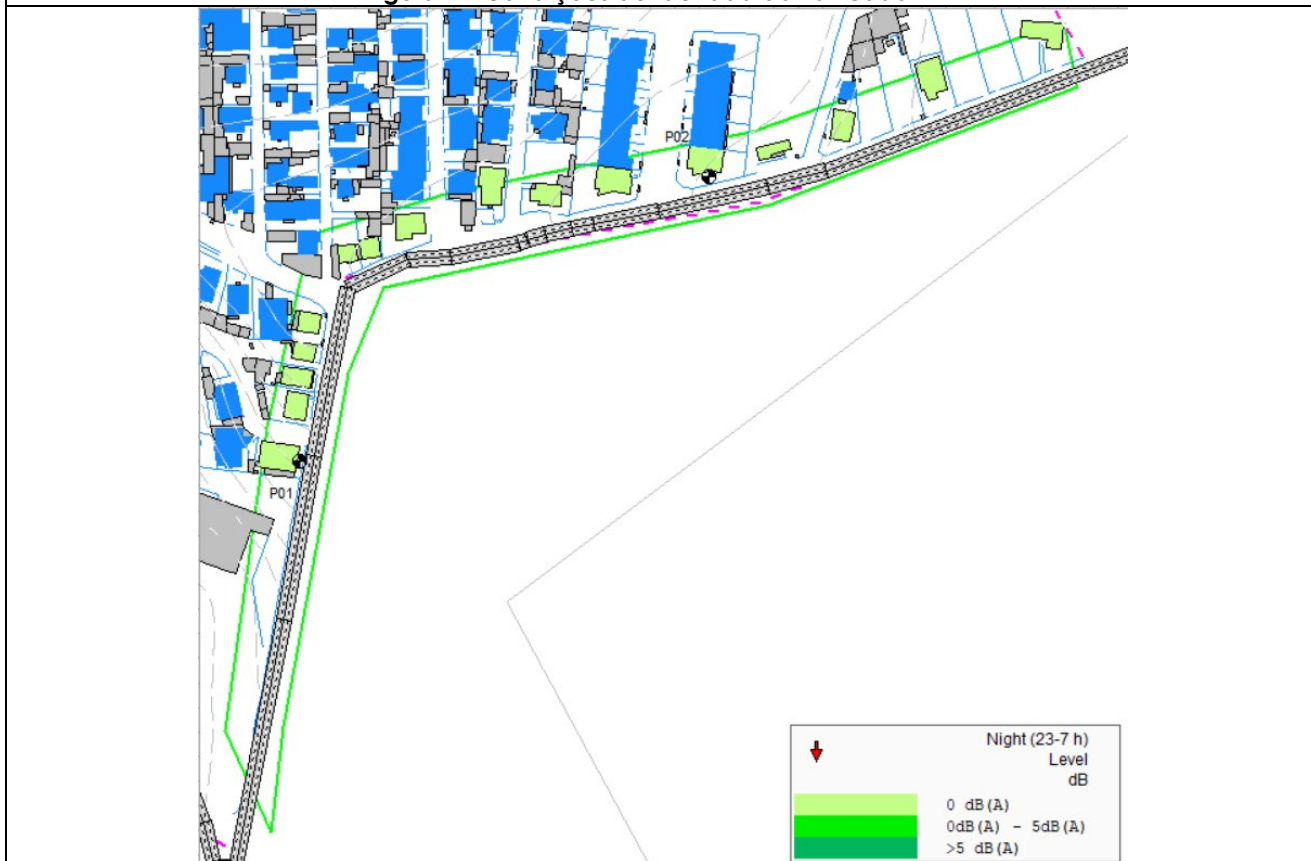 P02
P01
Night (23-7 h)
Level
dB
0 dB(A)
0dB(A) - 5dB(A)
>5 dB(A)